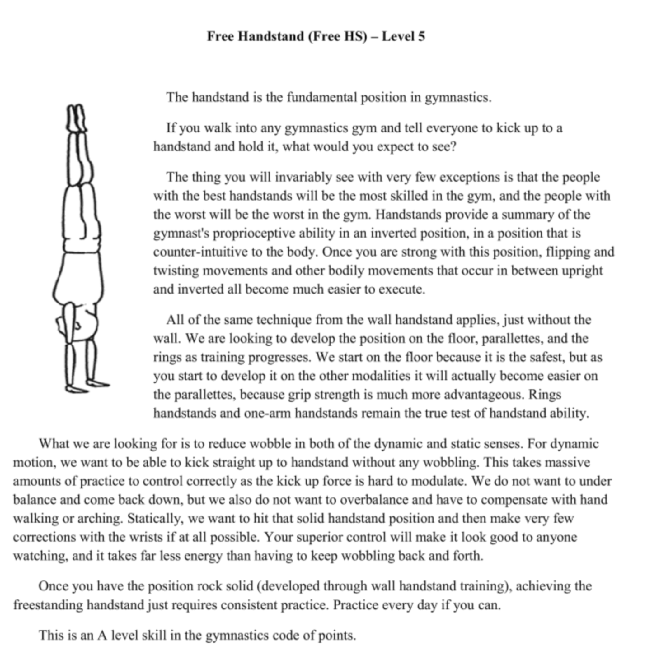 Free Handstand (Free HS) – Level 5
The handstand is the fundamental position in gymnastics.
If you walk into any gymnastics gym and tell everyone to kick up to a
handstand and hold it, what would you expect to see?
The thing you will invariably see with very few exceptions is that the people
with the best handstands will be the most skilled in the gym, and the people with
the worst will be the worst in the gym. Handstands provide a summary of the
gymnast's proprioceptive ability in an inverted position, in a position that is
counter-intuitive to the body. Once you are strong with this position, flipping and
twisting movements and other bodily movements that occur in between upright
and inverted all become much easier to execute.
All of the same technique from the wall handstand applies, just without the
wall. We are looking to develop the position on the floor, parallettes, and the
rings as training progresses. We start on the floor because it is the safest, but as
you start to develop it on the other modalities it will actually become easier on
the parallettes, because grip strength is much more advantageous. Rings
handstands and one-arm handstands remain the true test of handstand ability.
What we are looking for is to reduce wobble in both of the dynamic and static senses. For dynamic
motion, we want to be able to kick straight up to handstand without any wobbling. This takes massive
amounts of practice to control correctly as the kick up force is hard to modulate. We do not want to under
balance and come back down, but we also do not want to overbalance and have to compensate with hand
walking or arching. Statically, we want to hit that solid handstand position and then make very few
corrections with the wrists if at all possible. Your superior control will make it look good to anyone
watching, and it takes far less energy than having to keep wobbling back and forth.
Once you have the position rock solid (developed through wall handstand training), achieving the
freestanding handstand just requires consistent practice. Practice every day if you can.
This is an A level skill in the gymnastics code of points.